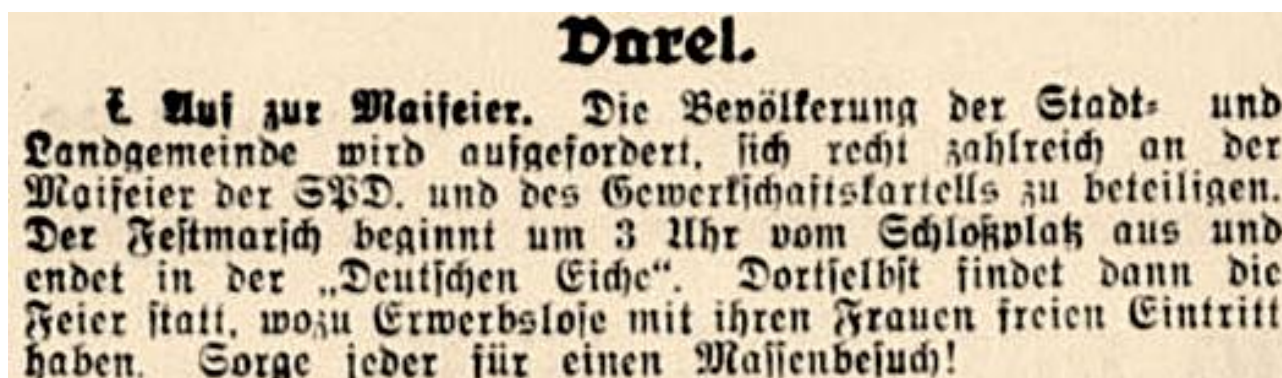 Varel.
t. Auf zur Maifeier. Die Bevölkerung der Stadt- und
Landgemeinde wird aufgefordert, sich recht zahlreich an der
Maifeier der SPD. und des Gewerkschaftskartells zu beteiligen.
Der Festmarsch beginnt um 3 Uhr vom Schloßplatz aus und
endet in der „Deutschen Eiche“. Dortselbst findet dann die
Feier statt, wozu Erwerbslose mit ihren Frauen freien Eintritt
haben. Sorge jeder für einen Massenbesuch!